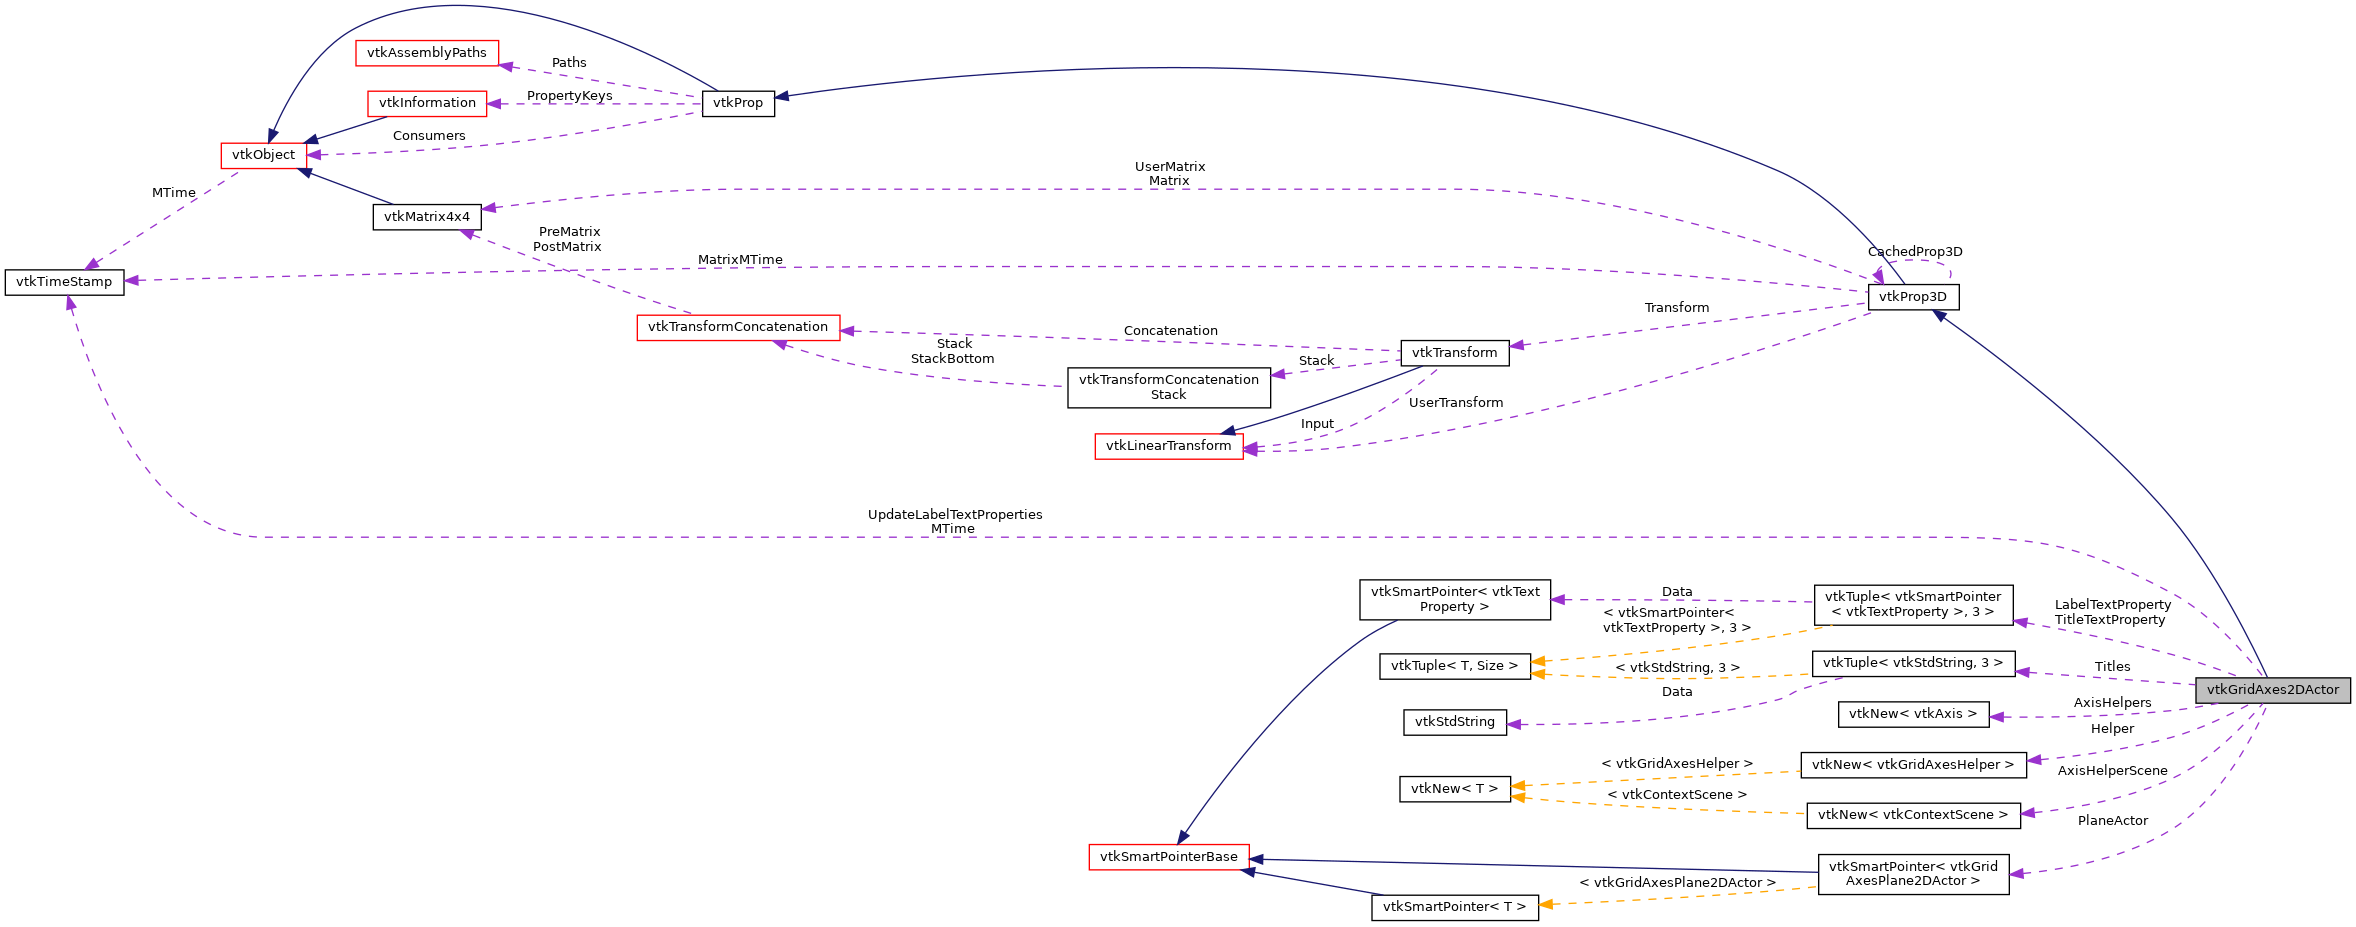 vtkAssemblyPaths
Paths
vtkInformation
PropertyKeys
vtkProp
Consumers
vtkObject
UserMatrix
Matrix
MTime
vtkMatrix4x4
PreMatrix
PostMatrix
MatrixMTime
CachedProp3D
vtkTimeStamp
vtkProp3D
Transform
vtkTransformConcatenation
Concatenation
Stack
StackBottom
vtkTransform
Stack
vtkTransformConcatenation
Stack
UserTransform
Input
vtkLinearTransform
UpdateLabelTextProperties
MTime
vtkSmartPointer< vtkText
Property >
Data
vtkTuple< vtkSmartPointer
< vtkTextProperty >, 3 >
LabelTextProperty
TitleTextProperty
< vtkSmartPointer<
vtkTextProperty >, 3 >
vtkTuple< T, Size >
< vtkStdString, 3 >
vtkTuple< vtkStdString, 3 >
Titles
vtkGridAxes2DActor
Data
vtkStdString
vtkNew< vtkAxis >
AxisHelpers
Helper
< vtkGridAxesHelper >
vtkNew< vtkGridAxesHelper >
AxisHelperScene
vtkNew< T >
< vtkContextScene >
vtkNew< vtkContextScene >
PlaneActor
vtkSmartPointerBase
vtkSmartPointer< vtkGrid
AxesPlane2DActor >
< vtkGridAxesPlane2DActor >
vtkSmartPointer< T >